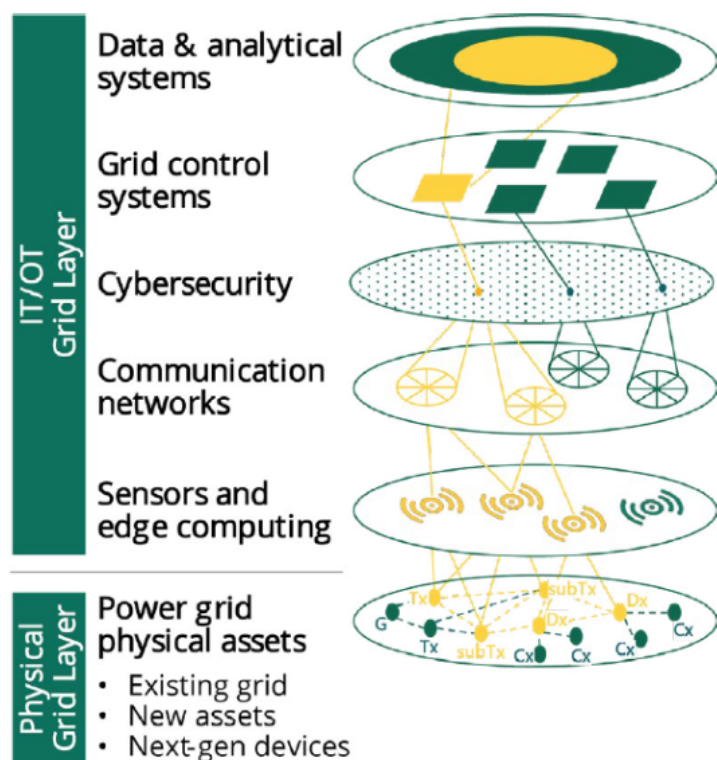 IT/OT
Grid Layer
Data & analytical
systems
Grid control
systems
Cybersecurity
Communication
networks
Sensors and
edge computing
Physical
Grid Layer
Power grid
physical assets
• Existing grid
• New assets
• Next-gen devices
Tx
subTx
Dx
G
Tx
subTx
Dx
Cx
Cx
Cx
Cx